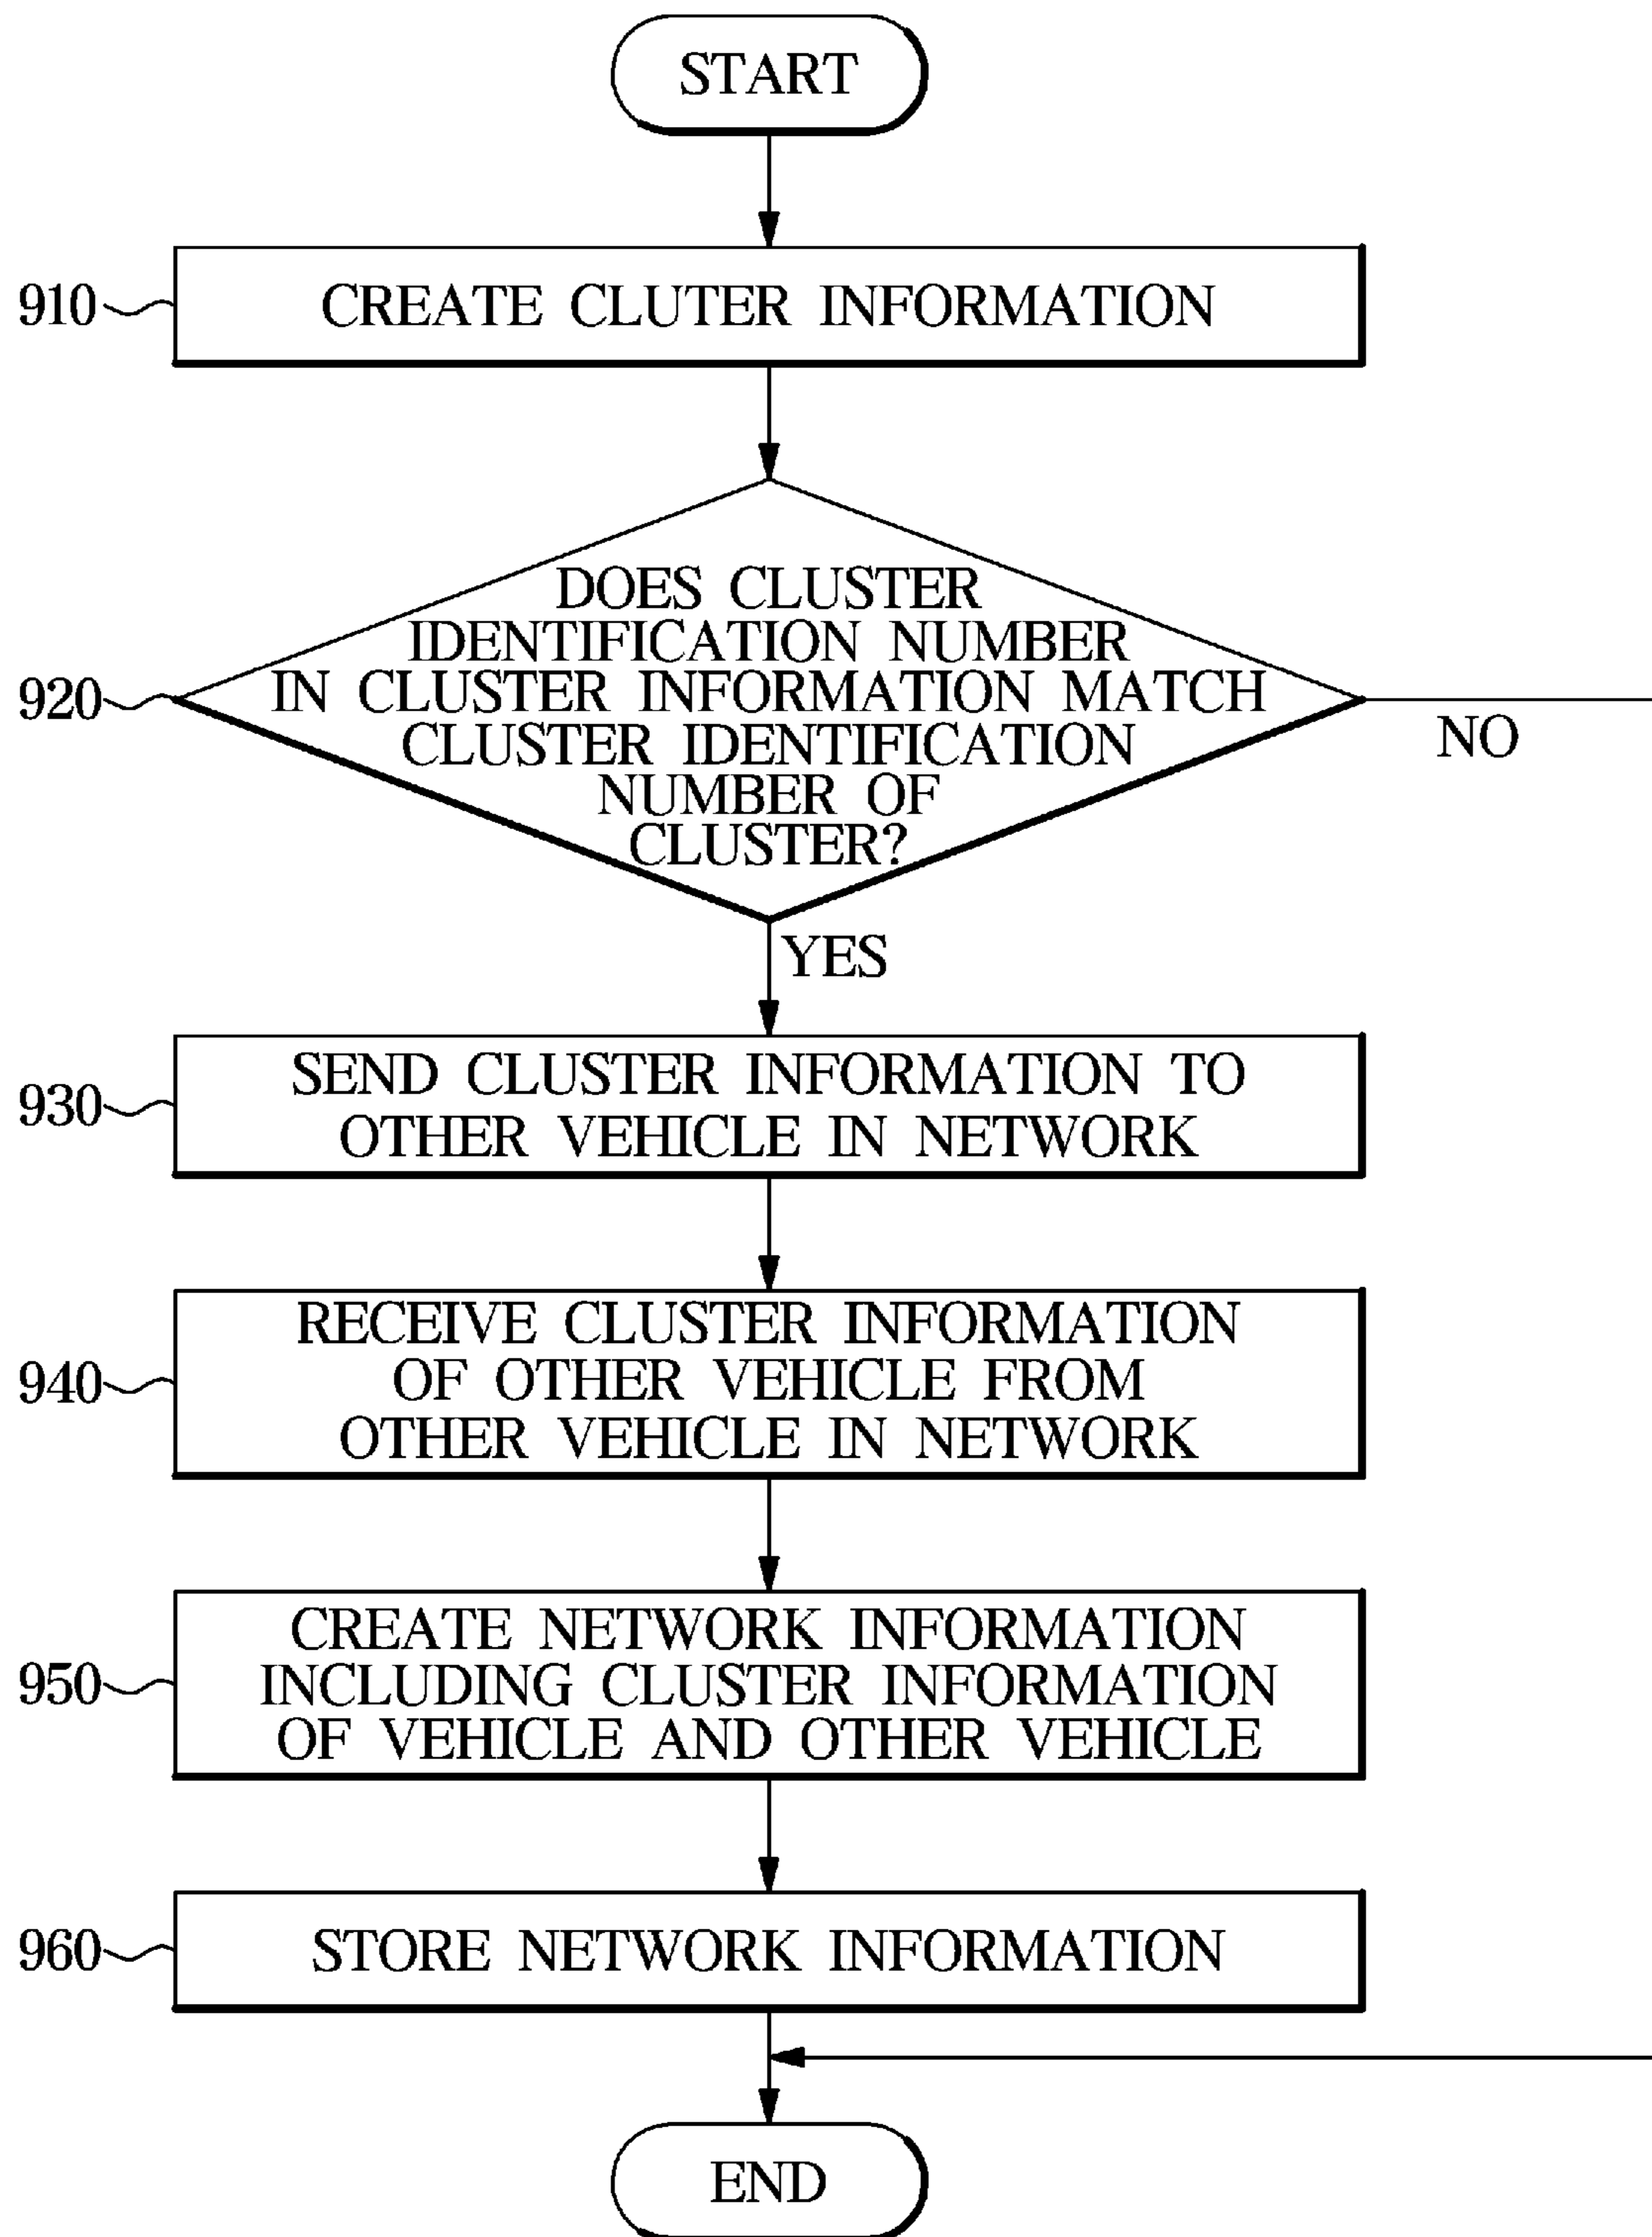 START
910
CREATE CLUTER INFORMATION
DOES CLUSTER
IDENTIFICATION NUMBER
920
IN CLUSTER INFORMATION MATCH
CLUSTER IDENTIFICATION
NUMBER OF
CLUSTER?
NO
YES
930
SEND CLUSTER INFORMATION TO
OTHER VEHICLE IN NETWORK
940
RECEIVE CLUSTER INFORMATION
OF OTHER VEHICLE FROM
OTHER VEHICLE IN NETWORK
950
CREATE NETWORK INFORMATION
INCLUDING CLUSTER INFORMATION
OF VEHICLE AND OTHER VEHICLE
960
STORE NETWORK INFORMATION
END